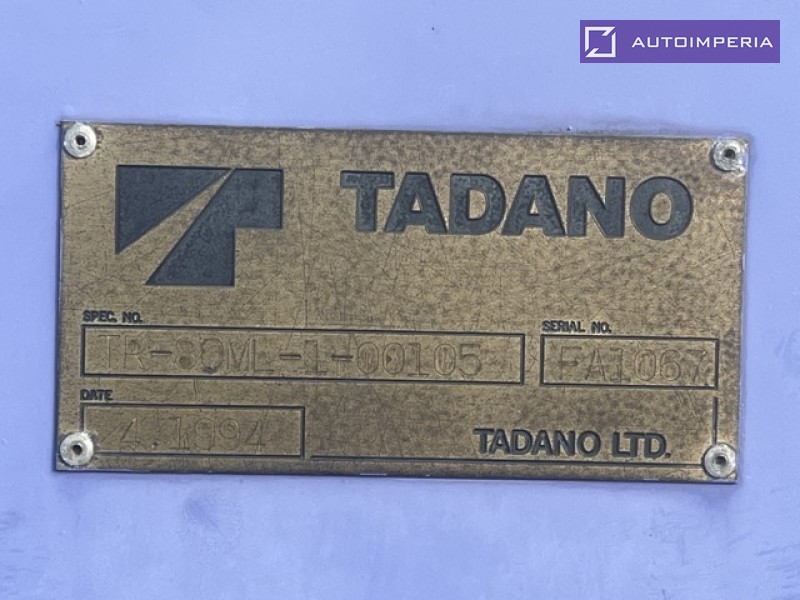 AUTOIMPERIA
TADANO
SPEC. NO.
TR-80ML-1-00105
SERIAL NO.
FA1067
DATE
4.1994
TADANO LTD.